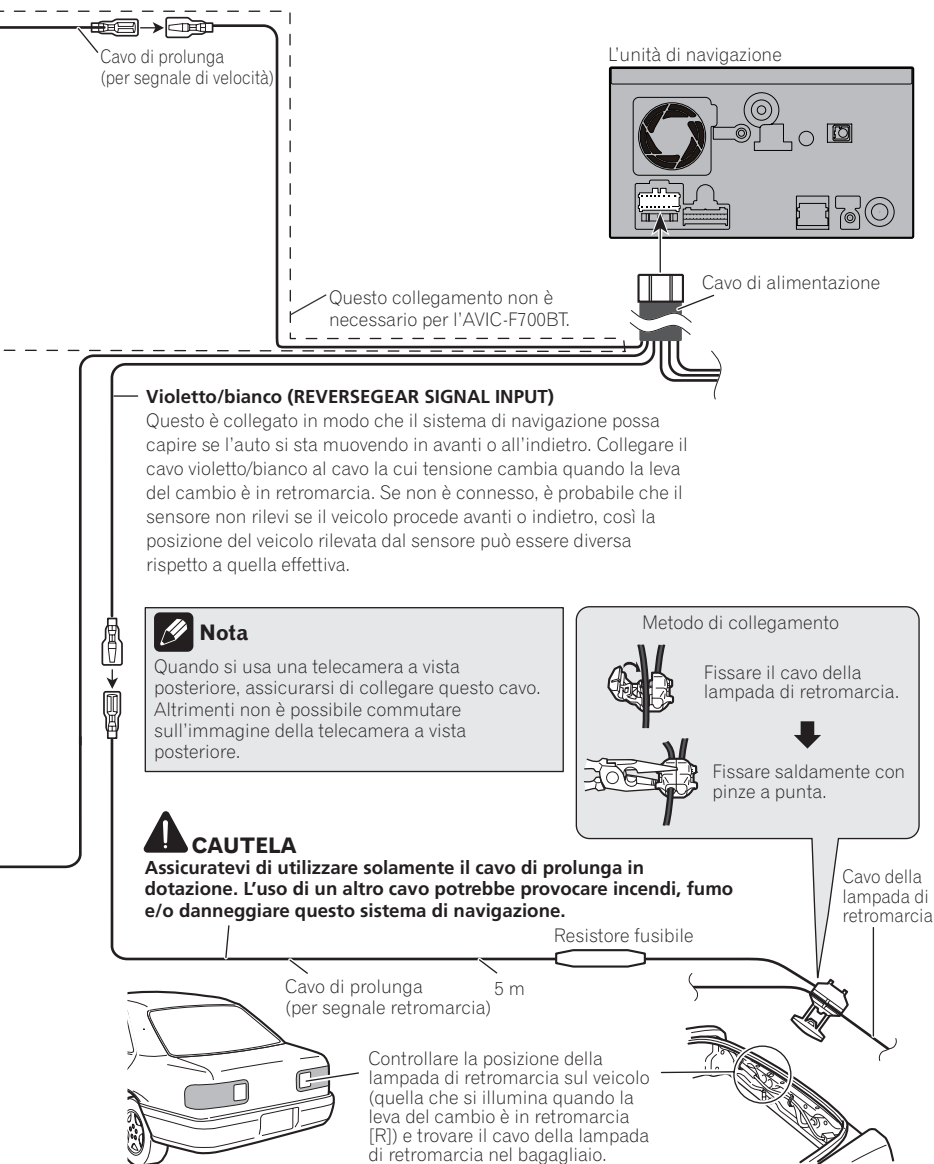 Cavo di prolunga
(per segnale di velocità)
L'unità di navigazione
Cavo di alimentazione
Questo collegamento non è
necessario per l'AVIC-F700BT.
Violetto/bianco (REVERSEGEAR SIGNAL INPUT)
Questo è collegato in modo che il sistema di navigazione possa
capire se l'auto si sta muovendo in avanti o all'indietro. Collegare il
cavo violetto/bianco al cavo la cui tensione cambia quando la leva
del cambio è in retromarcia. Se non è connesso, è probabile che il
sensore non rilevi se il veicolo procede avanti o indietro, così la
posizione del veicolo rilevata dal sensore può essere diversa
rispetto a quella effettiva.
Nota
Quando si usa una telecamera a vista
posteriore, assicurarsi di collegare questo cavo.
Altrimenti non è possibile commutare
sull'immagine della telecamera a vista
posteriore.
Metodo di collegamento
Fissare il cavo della
lampada di retromarcia.
Fissare saldamente con
pinze a punta.
CAUTELA
Assicuratevi di utilizzare solamente il cavo di prolunga in
dotazione. L'uso di un altro cavo potrebbe provocare incendi, fumo
e/o danneggiare questo sistema di navigazione.
Cavo della
lampada di
retromarcia
Resistore fusibile
Cavo di prolunga
(per segnale retromarcia)
5 m
Controllare la posizione della
lampada di retromarcia sul veicolo
(quella che si illumina quando la
leva del cambio è in retromarcia
[R]) e trovare il cavo della lampada
di retromarcia nel bagagliaio.